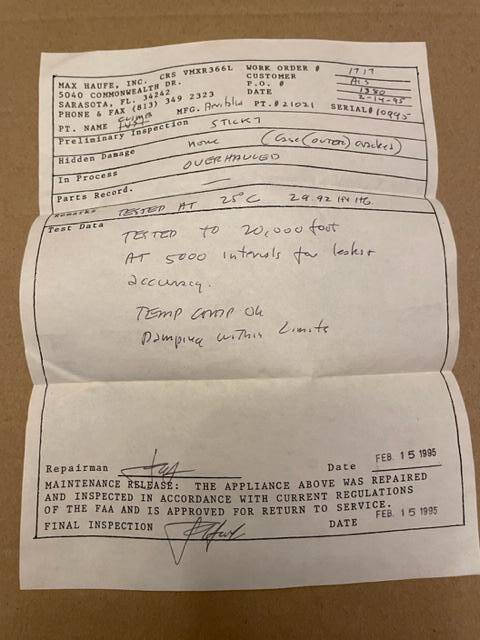 MAX HAUFE, INC. CRS VMXR366L WORK ORDER # 1717
5040 COMMONWEALTH DR. CUSTOMER AIS
SARASOTA, FL. 34242 P.O. # 1380
PHONE & FAX (813) 349 2323 DATE 2-14-95
PT. NAME CLIMB INST MFG. PT.# 21021 SERIAL# 10995
Preliminary Inspection STICKY
Hidden Damage none (Case (outer) cracked)
In Process OVERHAULED
Parts Record. —
Remarks TESTED AT 25°C 29.92 IN HG.
Test Data TESTED TO 20,000 foot
AT 5000 intervals for leaks +
accuracy.
TEMP COMP OK
Damping within Limits
Repairman Date FEB. 15 1995
MAINTENANCE RELEASE: THE APPLIANCE ABOVE WAS REPAIRED
AND INSPECTED IN ACCORDANCE WITH CURRENT REGULATIONS
OF THE FAA AND IS APPROVED FOR RETURN TO SERVICE.
FINAL INSPECTION DATE FEB. 15 1995